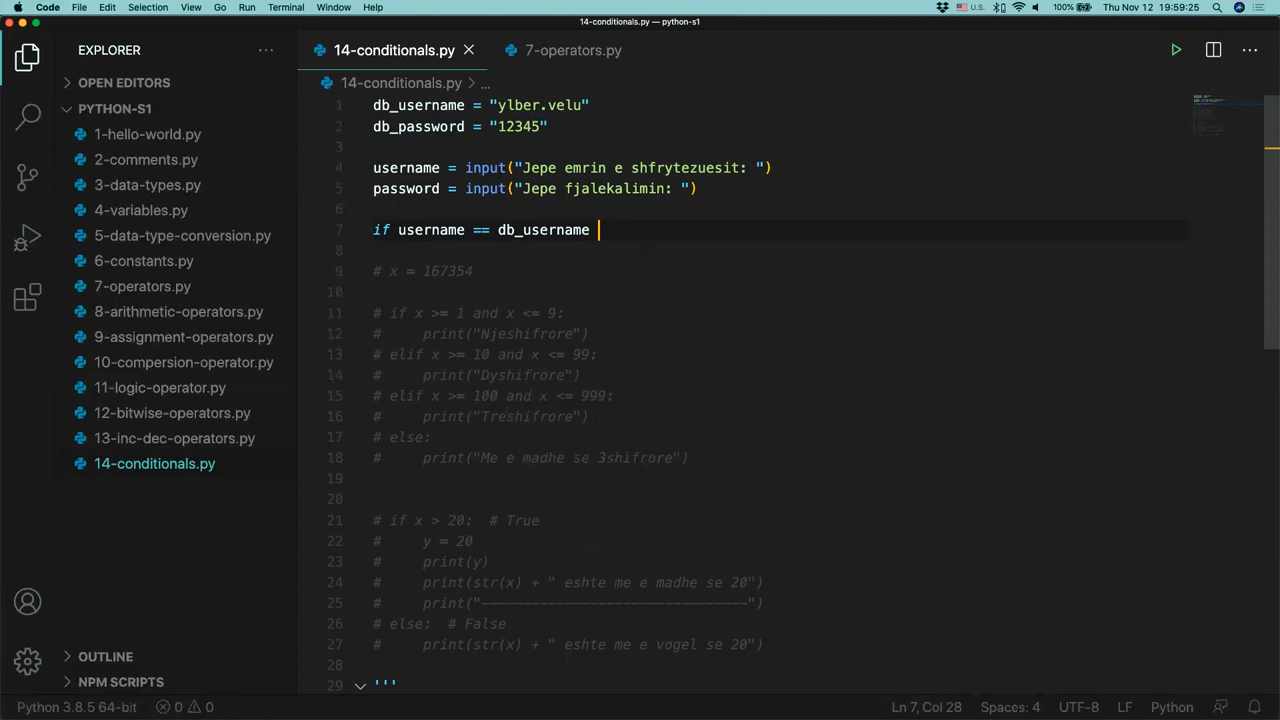 Code File Edit Selection View Go Run Terminal Window Help U.S. 100% Thu Nov 12 19:59:25
14-conditionals.py — python-s1
EXPLORER
OPEN EDITORS
PYTHON-S1
1-hello-world.py
2-comments.py
3-data-types.py
4-variables.py
5-data-type-conversion.py
6-constants.py
7-operators.py
8-arithmetic-operators.py
9-assignment-operators.py
10-compersion-operator.py
11-logic-operator.py
12-bitwise-operators.py
13-inc-dec-operators.py
14-conditionals.py
OUTLINE
NPM SCRIPTS
14-conditionals.py 7-operators.py
14-conditionals.py > ...
1 db_username = "ylber.velu"
2 db_password = "12345"
3
4 username = input("Jepe emrin e shfrytezuesit: ")
5 password = input("Jepe fjalekalimin: ")
6
7 if username == db_username
8
9 # x = 167354
10
11 # if x >= 1 and x <= 9:
12 #     print("Njeshifrore")
13 # elif x >= 10 and x <= 99:
14 #     print("Dyshifrore")
15 # elif x >= 100 and x <= 999:
16 #     print("Treshifrore")
17 # else:
18 #     print("Me e madhe se 3shifrore")
19
20
21 # if x > 20:  # True
22 #     y = 20
23 #     print(y)
24 #     print(str(x) + " eshte me e madhe se 20")
25 #     print("--------------------------------")
26 # else:  # False
27 #     print(str(x) + " eshte me e vogel se 20")
28
29 '''
Python 3.8.5 64-bit 0 0 Ln 7, Col 28 Spaces: 4 UTF-8 LF Python